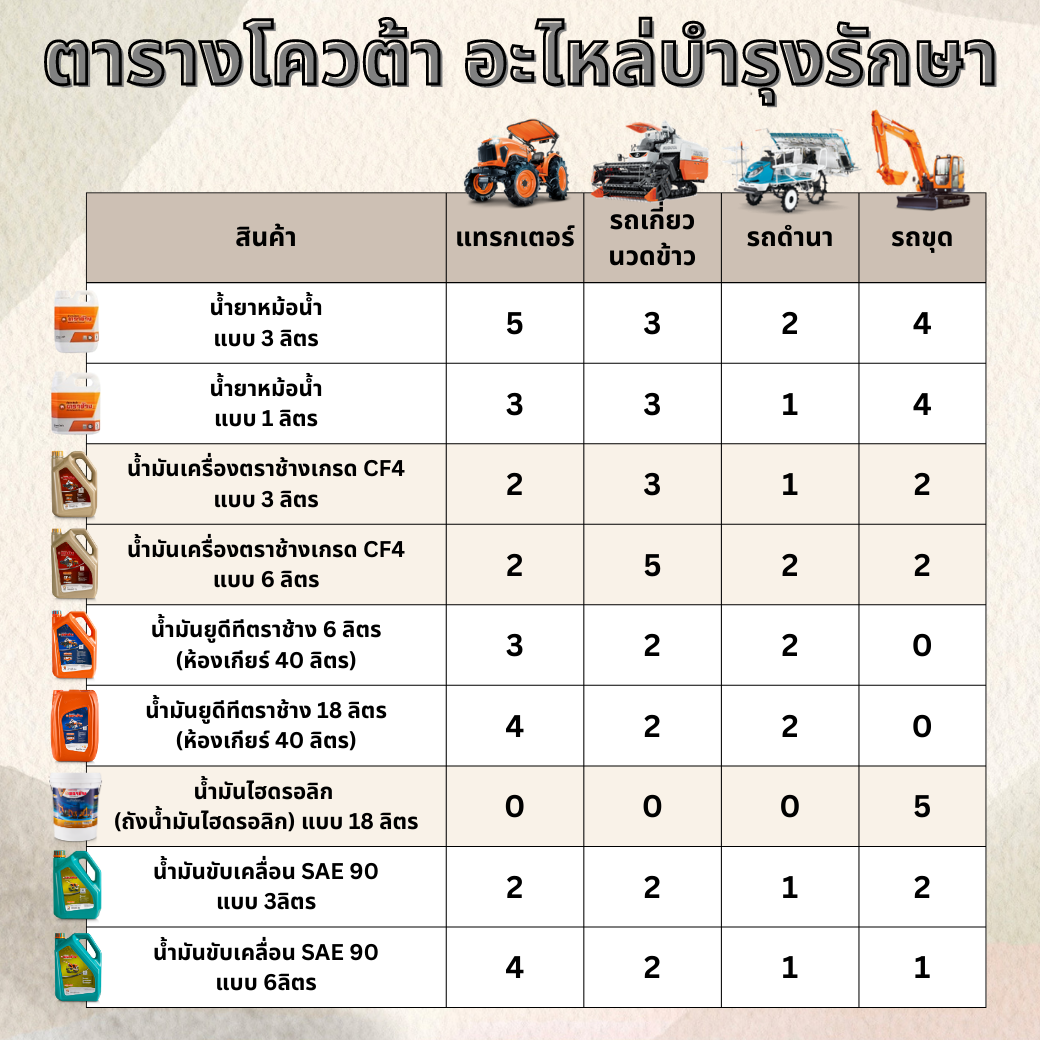 ตารางโควต้า อะไหล่บำรุงรักษา
สินค้า แทรกเตอร์ รถเกี่ยวนวดข้าว รถดำนา รถขุด
น้ำยาหม้อน้ำ
แบบ 3 ลิตร 5 3 2 4
น้ำยาหม้อน้ำ
แบบ 1 ลิตร 3 3 1 4
น้ำมันเครื่องตราช้างเกรด CF4
แบบ 3 ลิตร 2 3 1 2
น้ำมันเครื่องตราช้างเกรด CF4
แบบ 6 ลิตร 2 5 2 2
น้ำมันยูดีทีตราช้าง 6 ลิตร
(ห้องเกียร์ 40 ลิตร) 3 2 2 0
น้ำมันยูดีทีตราช้าง 18 ลิตร
(ห้องเกียร์ 40 ลิตร) 4 2 2 0
น้ำมันไฮดรอลิก
(ถังน้ำมันไฮดรอลิก) แบบ 18 ลิตร 0 0 0 5
น้ำมันขับเคลื่อน SAE 90
แบบ 3ลิตร 2 2 1 2
น้ำมันขับเคลื่อน SAE 90
แบบ 6ลิตร 4 2 1 1